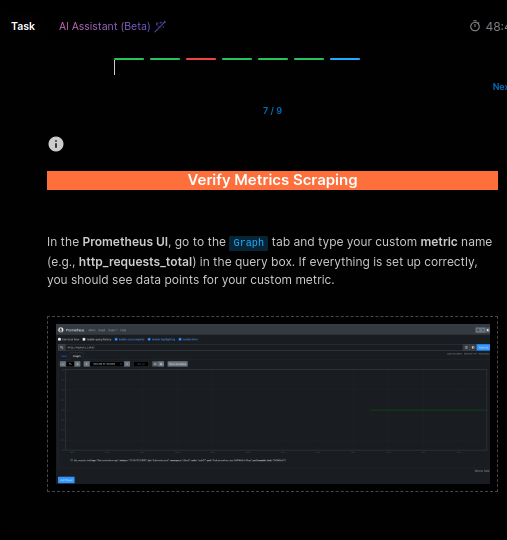 Task
AI Assistant (Beta)
48:4
Nex
7 / 9
Verify Metrics Scraping
In the Prometheus UI, go to the Graph tab and type your custom metric name
(e.g., http_requests_total) in the query box. If everything is set up correctly,
you should see data points for your custom metric.
Prometheus